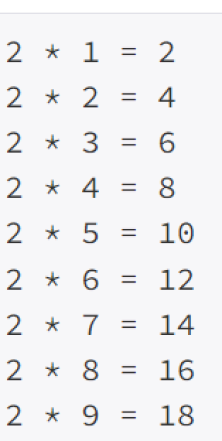 2 * 1 = 2
2 * 2 = 4
2 * 3 = 6
2 * 4 = 8
2 * 5 = 10
2 * 6 = 12
2 * 7 = 14
2 * 8 = 16
2 * 9 = 18